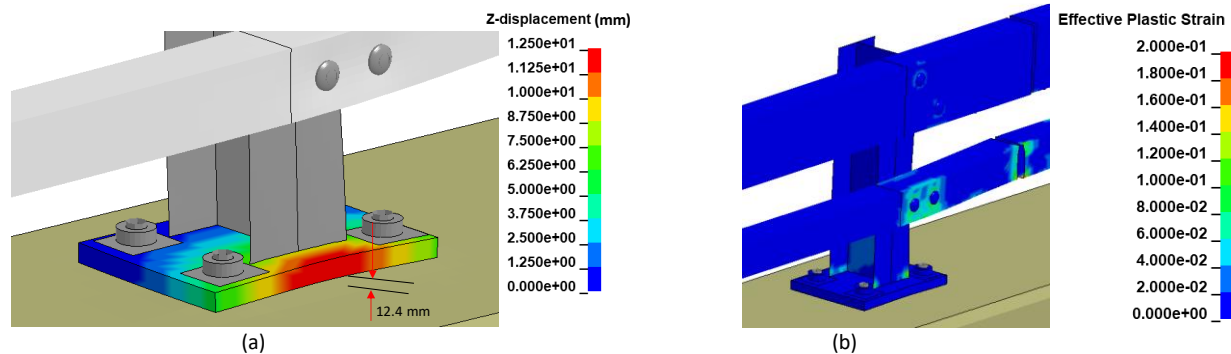 Z-displacement (mm)
1.250e+01
1.125e+01
1.000e+01
8.750e+00
7.500e+00
6.250e+00
5.000e+00
3.750e+00
2.500e+00
1.250e+00
0.000e+00
12.4 mm
(a)
Effective Plastic Strain
2.000e-01
1.800e-01
1.600e-01
1.400e-01
1.200e-01
1.000e-01
8.000e-02
6.000e-02
4.000e-02
2.000e-02
0.000e+00
(b)